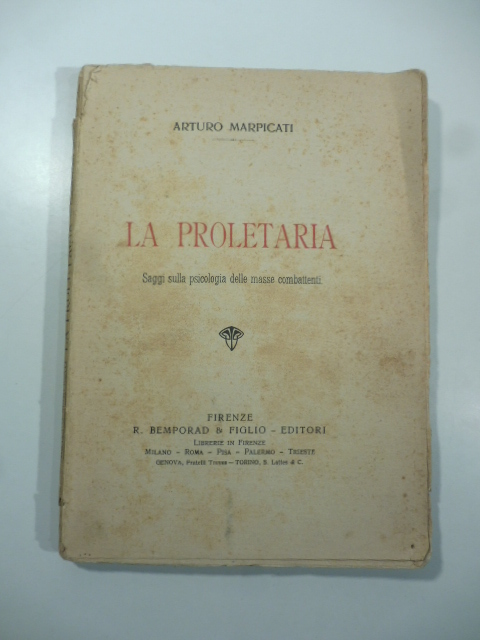 ARTURO MARPICATI
LA PROLETARIA
Saggi sulla psicologia delle masse combattenti
FIRENZE
R. BEMPORAD & FIGLIO - EDITORI
LIBRERIE IN FIRENZE
MILANO - ROMA - PISA - PALERMO - TRIESTE
GENOVA, Fratelli Treves - TORINO, S. Lattes & C.